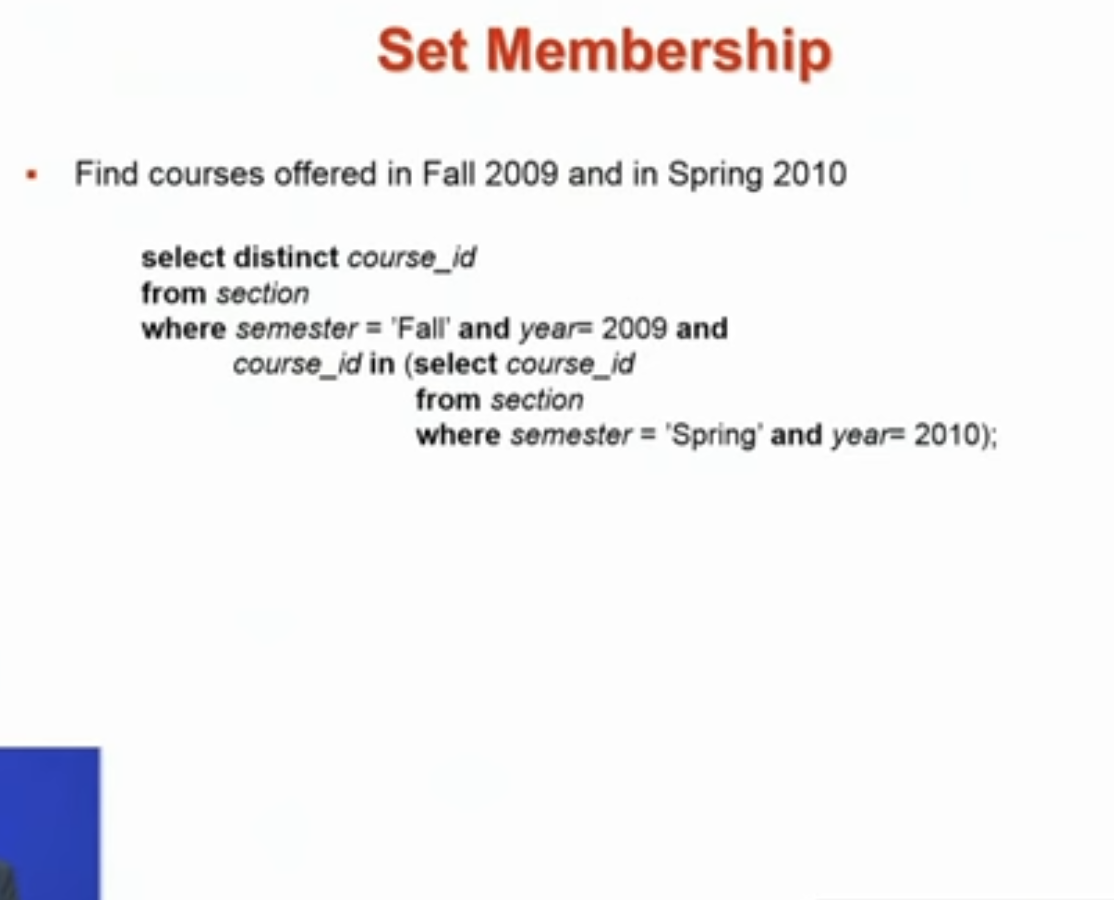 Set Membership
▪ Find courses offered in Fall 2009 and in Spring 2010
select distinct course_id
from section
where semester = 'Fall' and year= 2009 and
course_id in (select course_id
from section
where semester = 'Spring' and year= 2010);